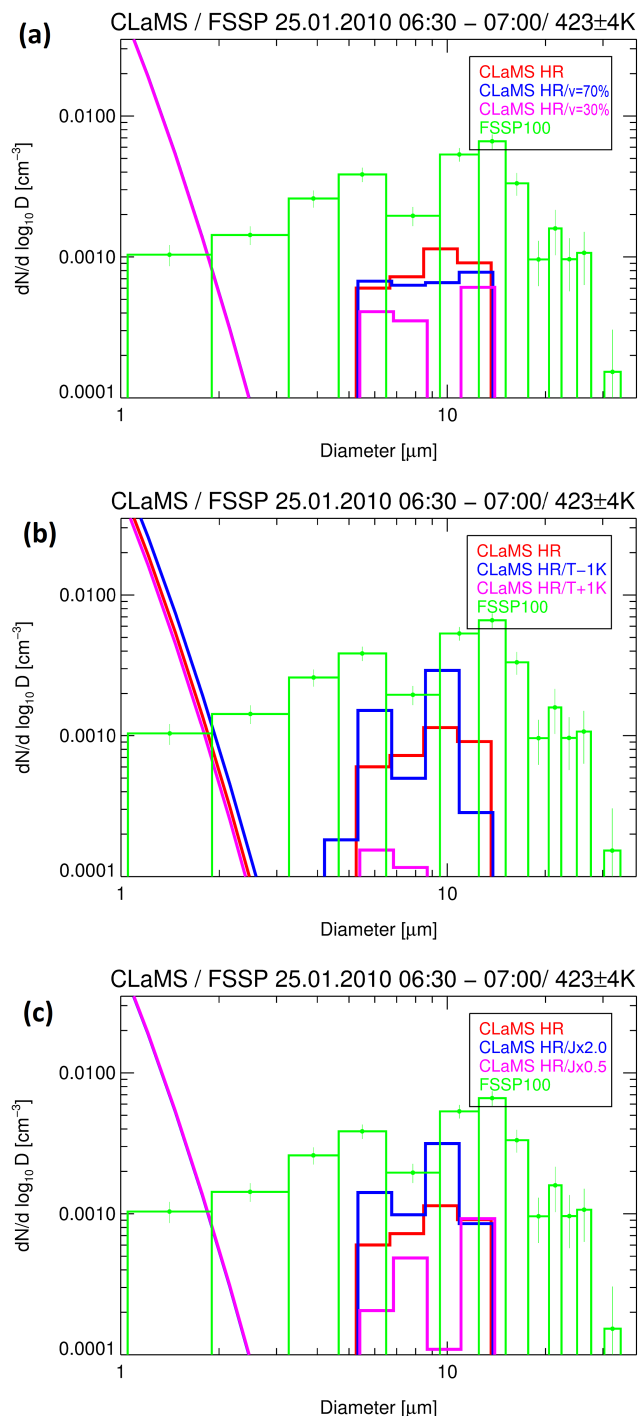 (a)
CLaMS / FSSP 25.01.2010 06:30 − 07:00/ 423±4K
CLaMS HR
CLaMS HR/v=70%
CLaMS HR/v=30%
FSSP100
dN/d log₁₀ D [cm⁻³]
0.0100
0.0010
0.0001
1
10
Diameter [μm]
(b)
CLaMS / FSSP 25.01.2010 06:30 − 07:00/ 423±4K
CLaMS HR
CLaMS HR/T−1K
CLaMS HR/T+1K
FSSP100
dN/d log₁₀ D [cm⁻³]
0.0100
0.0010
0.0001
1
10
Diameter [μm]
(c)
CLaMS / FSSP 25.01.2010 06:30 − 07:00/ 423±4K
CLaMS HR
CLaMS HR/Jx2.0
CLaMS HR/Jx0.5
FSSP100
dN/d log₁₀ D [cm⁻³]
0.0100
0.0010
0.0001
1
10
Diameter [μm]